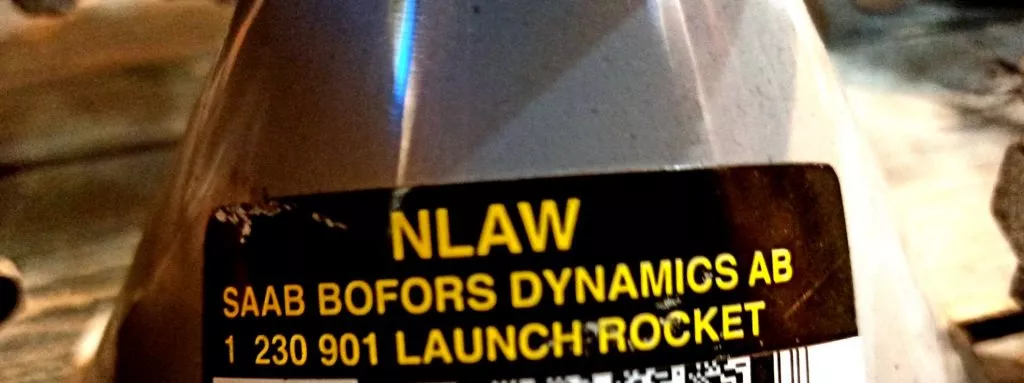 NLAW
SAAB BOFORS DYNAMICS AB
1 230 901 LAUNCH ROCKET